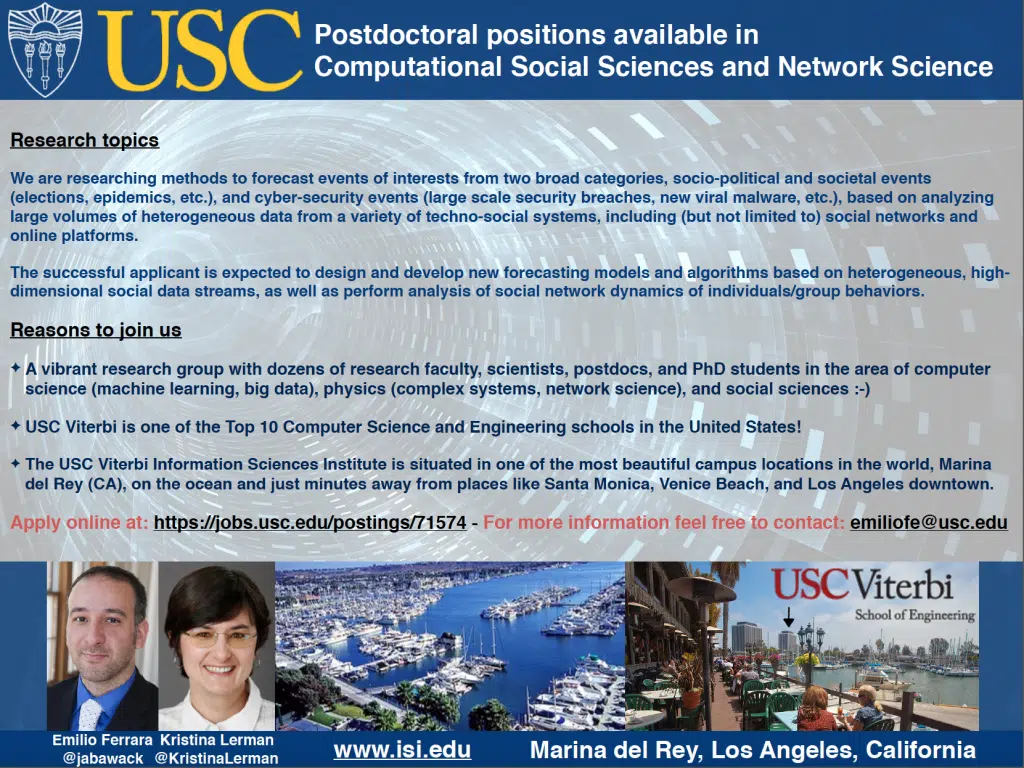 USC
Postdoctoral positions available in
Computational Social Sciences and Network Science
Research topics
We are researching methods to forecast events of interests from two broad categories, socio-political and societal events
(elections, epidemics, etc.), and cyber-security events (large scale security breaches, new viral malware, etc.), based on analyzing
large volumes of heterogeneous data from a variety of techno-social systems, including (but not limited to) social networks and
online platforms.
The successful applicant is expected to design and develop new forecasting models and algorithms based on heterogeneous, high-
dimensional social data streams, as well as perform analysis of social network dynamics of individuals/group behaviors.
Reasons to join us
✦ A vibrant research group with dozens of research faculty, scientists, postdocs, and PhD students in the area of computer
science (machine learning, big data), physics (complex systems, network science), and social sciences :-)
✦ USC Viterbi is one of the Top 10 Computer Science and Engineering schools in the United States!
✦ The USC Viterbi Information Sciences Institute is situated in one of the most beautiful campus locations in the world, Marina
del Rey (CA), on the ocean and just minutes away from places like Santa Monica, Venice Beach, and Los Angeles downtown.
Apply online at: https://jobs.usc.edu/postings/71574 - For more information feel free to contact: emiliofe@usc.edu
USC Viterbi
School of Engineering
Emilio Ferrara Kristina Lerman
@jabawack @KristinaLerman
www.isi.edu
Marina del Rey, Los Angeles, California